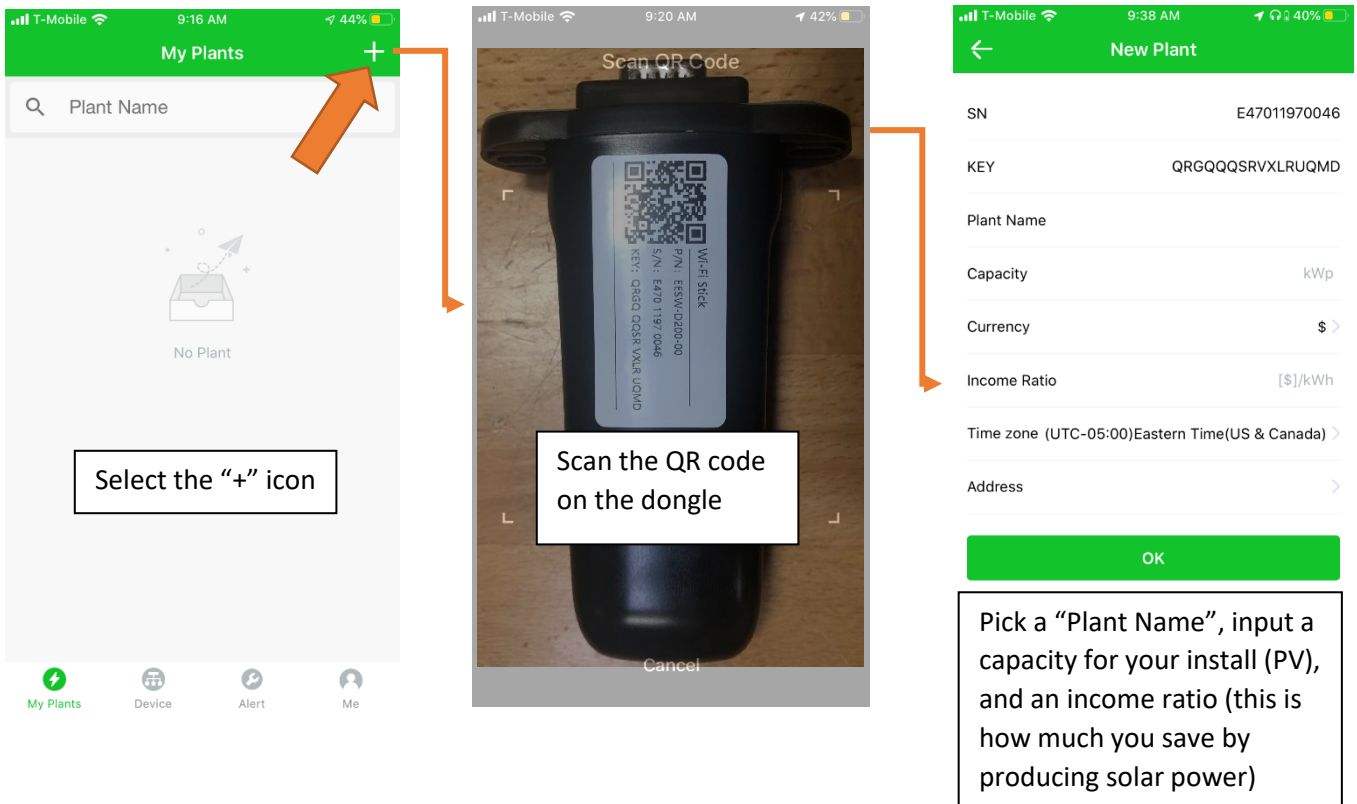 T-Mobile 9:16 AM 44%
My Plants
Plant Name
No Plant
Select the “+” icon
My Plants Device Alert Me
T-Mobile 9:20 AM 42%
Scan QR Code
Wi-Fi Stick
P/N: EESW-D200-00
S/N: E470 1197 0046
KEY: QRGQ QQSR VXLR UQMD
Scan the QR code
on the dongle
Cancel
T-Mobile 9:38 AM 40%
New Plant
SN E47011970046
KEY QRGQQQSRVXLRUQMD
Plant Name
Capacity kWp
Currency $
Income Ratio [$]/kWh
Time zone (UTC-05:00)Eastern Time(US & Canada)
Address
OK
Pick a “Plant Name”, input a
capacity for your install (PV),
and an income ratio (this is
how much you save by
producing solar power)